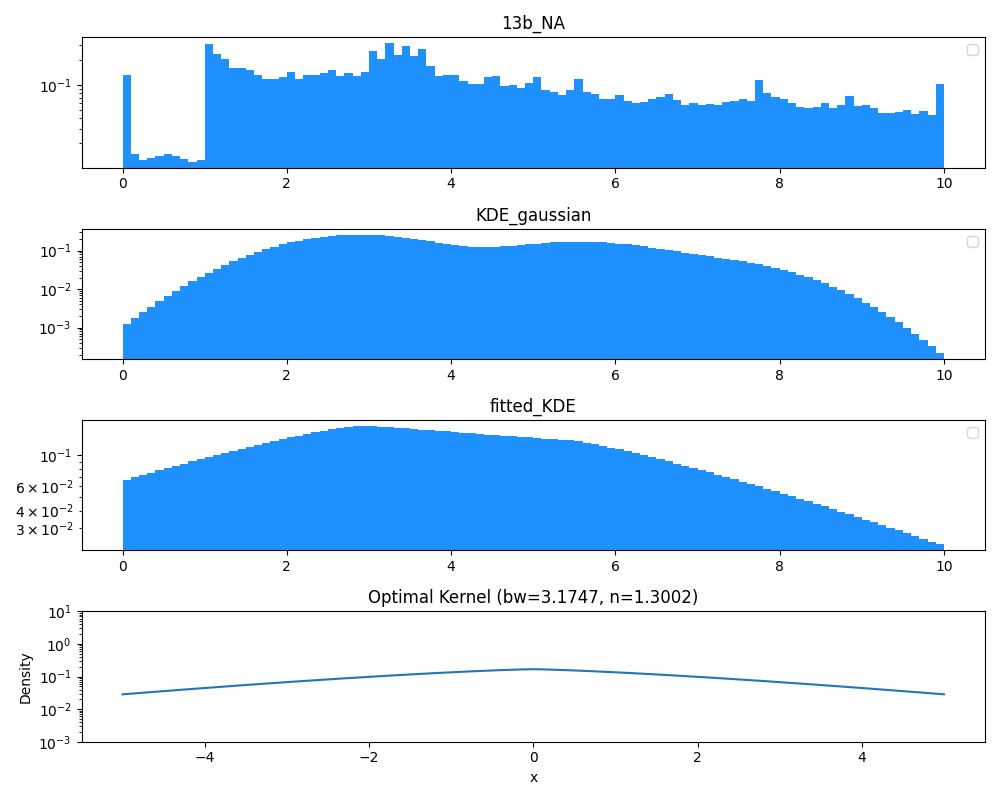 13b_NA
10⁻¹
0 2 4 6 8 10
KDE_gaussian
10⁻¹
10⁻²
10⁻³
0 2 4 6 8 10
fitted_KDE
10⁻¹
6 × 10⁻²
4 × 10⁻²
3 × 10⁻²
0 2 4 6 8 10
Optimal Kernel (bw=3.1747, n=1.3002)
10¹
10⁰
10⁻¹
10⁻²
10⁻³
Density
−4 −2 0 2 4
x